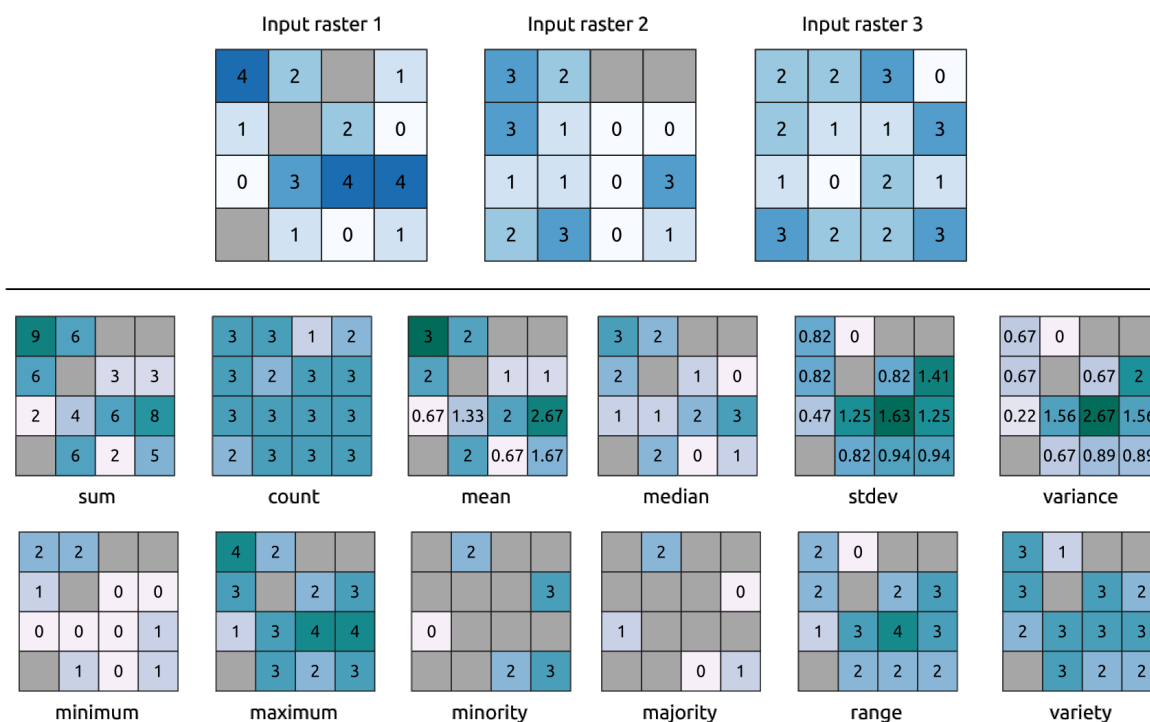 Input raster 1 Input raster 2 Input raster 3
4 2 1 3 2 2 2 3 0
1 2 0 3 1 0 0 2 1 1 3
0 3 4 4 1 1 0 3 1 0 2 1
1 0 1 2 3 0 1 3 2 2 3
9 6 3 3 1 2 3 2 3 2 0.82 0 0.67 0
6 3 3 3 2 3 3 2 1 1 2 1 0 0.82 0.82 1.41 0.67 0.67 2
2 4 6 8 3 3 3 3 0.67 1.33 2 2.67 1 1 2 3 0.47 1.25 1.63 1.25 0.22 1.56 2.67 1.56
6 2 5 2 3 3 3 2 0.67 1.67 2 0 1 0.82 0.94 0.94 0.67 0.89 0.89
sum count mean median stdev variance
2 2 4 2 2 2 2 0 3 1
1 0 0 3 2 3 3 0 2 2 3 3 3 2
0 0 0 1 1 3 4 4 0 1 1 3 4 3 2 3 3 3
1 0 1 3 2 3 2 3 0 1 2 2 2 3 2 2
minimum maximum minority majority range variety